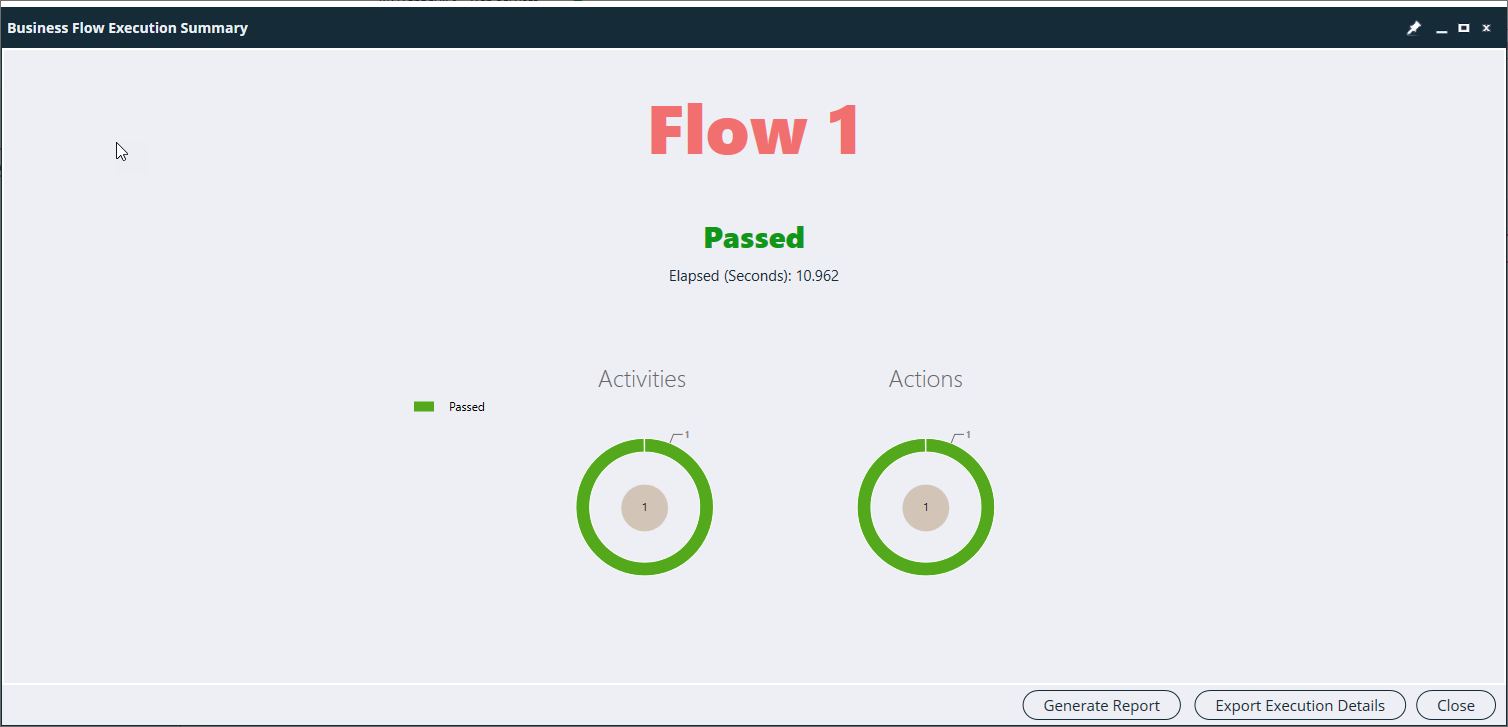 Business Flow Execution Summary
Flow 1
Passed
Elapsed (Seconds): 10.962
Activities
Actions
Passed
1
1
1
1
Generate Report
Export Execution Details
Close